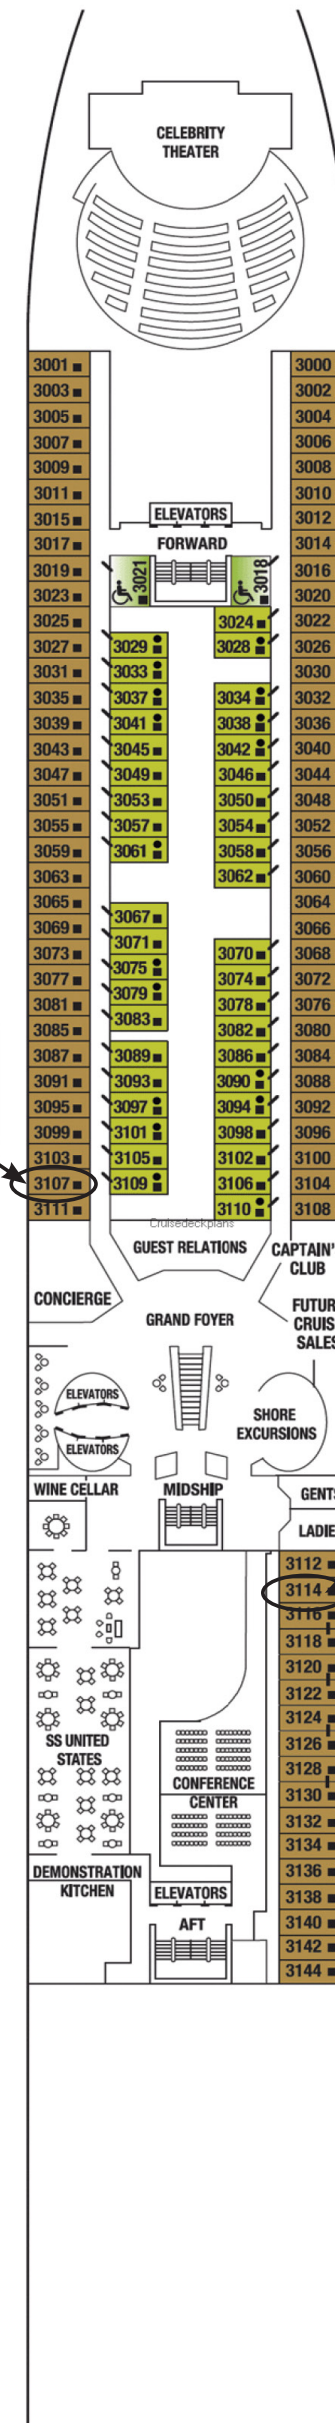 CELEBRITY
THEATER
3001 3000
3003 3002
3005 3004
3007 3006
3009 3008
3011 3010
ELEVATORS
3015 3012
FORWARD
3017 3014
3019 3021 3018 3016
3023 3020
3025 3024 3022
3027 3029 3028 3026
3031 3033 3030
3035 3037 3034 3032
3039 3041 3038 3036
3043 3045 3042 3040
3047 3049 3046 3044
3051 3053 3050 3048
3055 3057 3054 3052
3059 3061 3058 3056
3063 3062 3060
3065 3064
3069 3067 3066
3073 3071 3070 3068
3077 3075 3074 3072
3081 3079 3078 3076
3085 3083 3082 3080
3087 3089 3086 3084
3091 3093 3090 3088
3095 3097 3094 3092
3099 3101 3098 3096
3103 3105 3102 3100
3107 3109 3106 3104
3111 3110 3108
Cruisedeckplans
GUEST RELATIONS
CAPTAIN'
CLUB
CONCIERGE
GRAND FOYER
FUTUR
CRUIS
SALES
ELEVATORS
ELEVATORS
SHORE
EXCURSIONS
WINE CELLAR
MIDSHIP
GENTS
LADIE
3112
3114
3116
3118
3120
3122
3124
3126
3128
3130
3132
3134
3136
3138
3140
3142
3144
SS UNITED
STATES
CONFERENCE
CENTER
DEMONSTRATION
KITCHEN
ELEVATORS
AFT